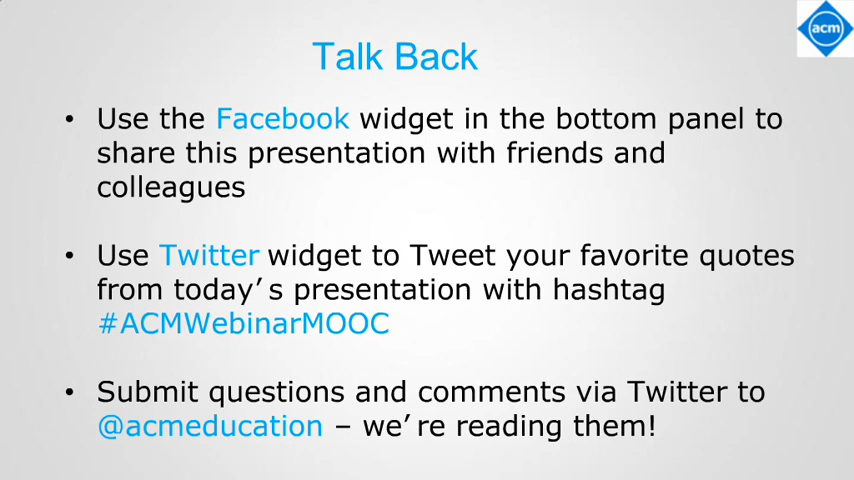 acm
Talk Back
• Use the Facebook widget in the bottom panel to
share this presentation with friends and
colleagues
• Use Twitter widget to Tweet your favorite quotes
from today’s presentation with hashtag
#ACMWebinarMOOC
• Submit questions and comments via Twitter to
@acmeducation – we’re reading them!